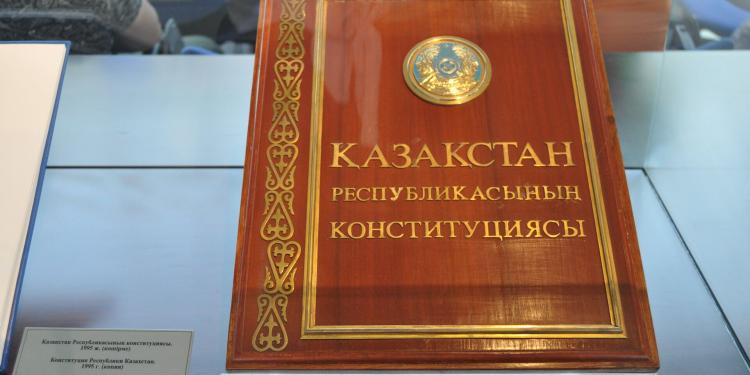 ҚАЗАҚСТАН
РЕСПУБЛИКАСЫНЫҢ
КОНСТИТУЦИЯСЫ
Қазақстан Республикасының конституциясы.
1995 ж. (көшірме)
Конституция Республики Казахстан.
1995 г. (копия)